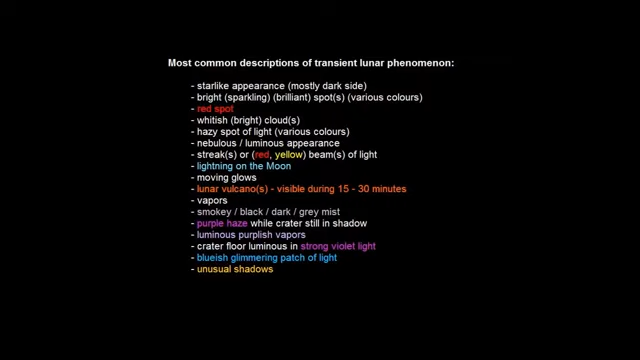 Most common descriptions of transient lunar phenomenon:
- starlike appearance (mostly dark side)
- bright (sparkling) (brilliant) spot(s) (various colours)
- red spot
- whitish (bright) cloud(s)
- hazy spot of light (various colours)
- nebulous / luminous appearance
- streak(s) or (red, yellow) beam(s) of light
- lightning on the Moon
- moving glows
- lunar vulcano(s) - visible during 15 - 30 minutes
- vapors
- smokey / black / dark / grey mist
- purple haze while crater still in shadow
- luminous purplish vapors
- crater floor luminous in strong violet light
- blueish glimmering patch of light
- unusual shadows